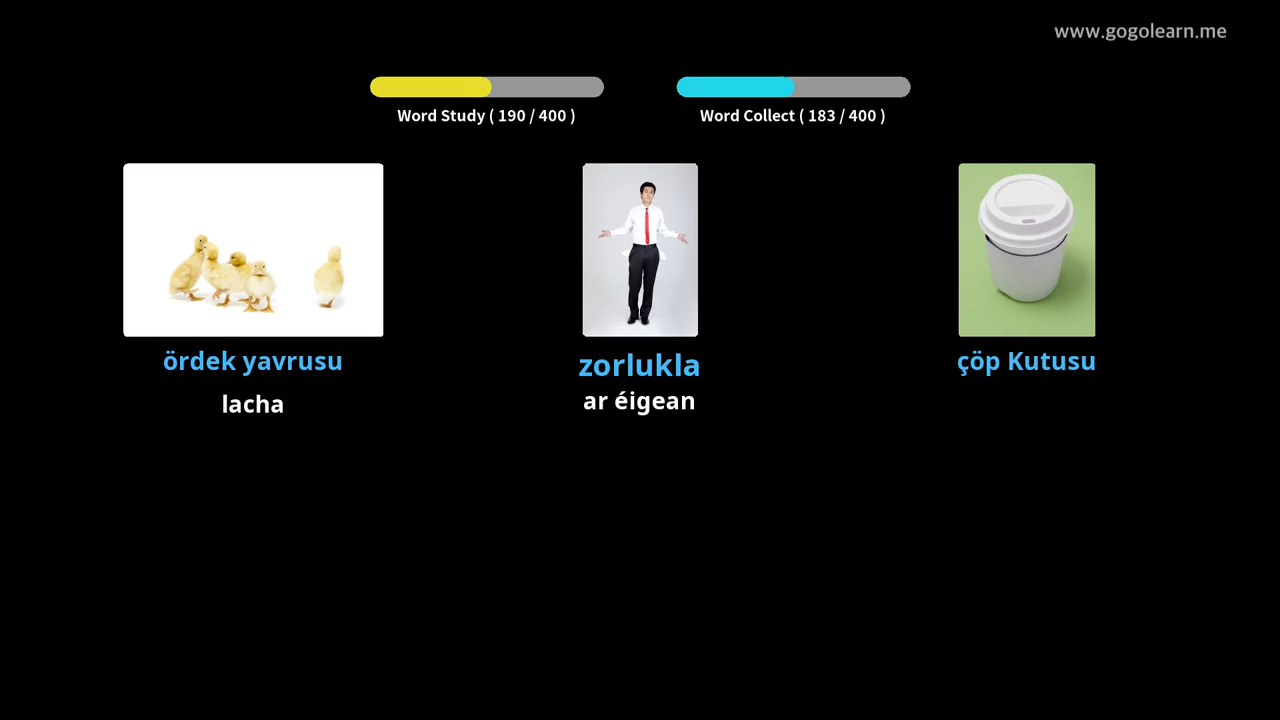 www.gogolearn.me
Word Study ( 190 / 400 )
Word Collect ( 183 / 400 )
ördek yavrusu
lacha
zorlukla
ar éigean
çöp Kutusu